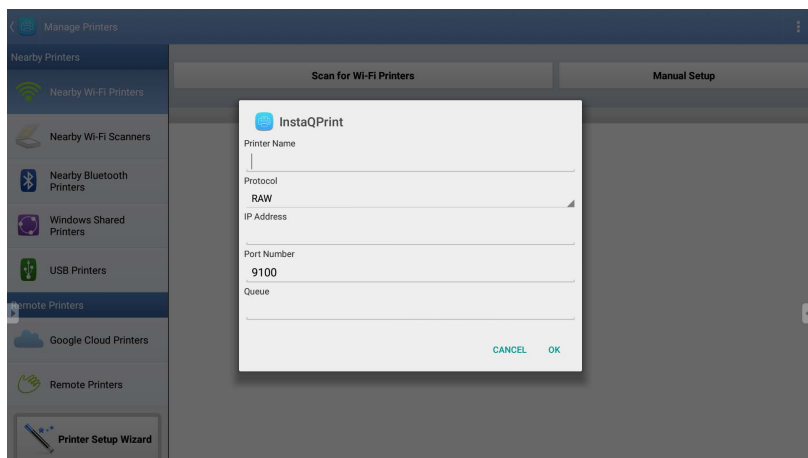 Manage Printers
Nearby Printers
Nearby Wi-Fi Printers
Nearby Wi-Fi Scanners
Nearby Bluetooth
Printers
Windows Shared
Printers
USB Printers
Remote Printers
Google Cloud Printers
Remote Printers
Printer Setup Wizard
Scan for Wi-Fi Printers
Manual Setup
InstaQPrint
Printer Name
Protocol
RAW
IP Address
Port Number
9100
Queue
CANCEL OK